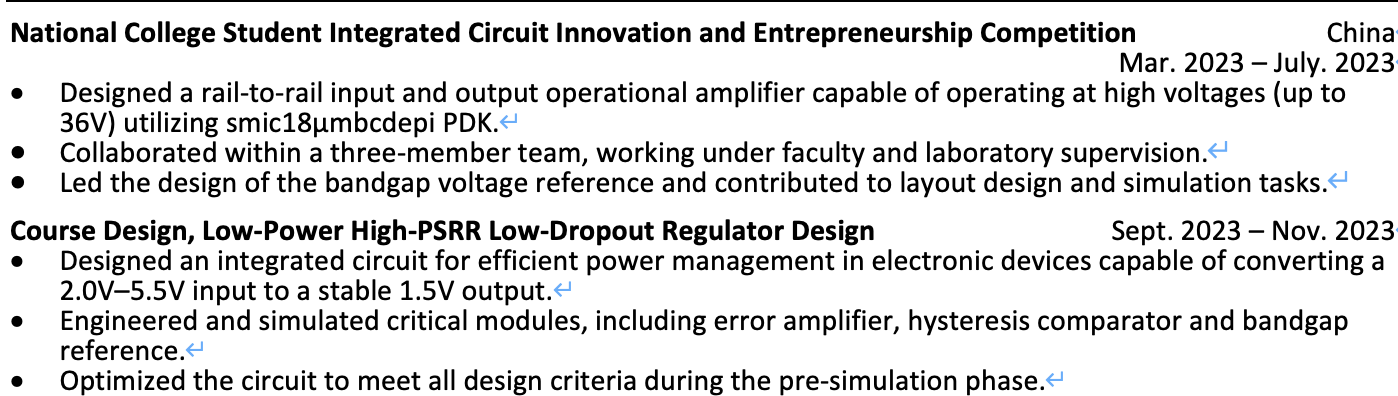 National College Student Integrated Circuit Innovation and Entrepreneurship Competition China
Mar. 2023 – July. 2023
• Designed a rail-to-rail input and output operational amplifier capable of operating at high voltages (up to
36V) utilizing smic18μmbcdepi PDK.↵
• Collaborated within a three-member team, working under faculty and laboratory supervision.↵
• Led the design of the bandgap voltage reference and contributed to layout design and simulation tasks.↵
Course Design, Low-Power High-PSRR Low-Dropout Regulator Design Sept. 2023 – Nov. 2023
• Designed an integrated circuit for efficient power management in electronic devices capable of converting a
2.0V–5.5V input to a stable 1.5V output.↵
• Engineered and simulated critical modules, including error amplifier, hysteresis comparator and bandgap
reference.↵
• Optimized the circuit to meet all design criteria during the pre-simulation phase.↵